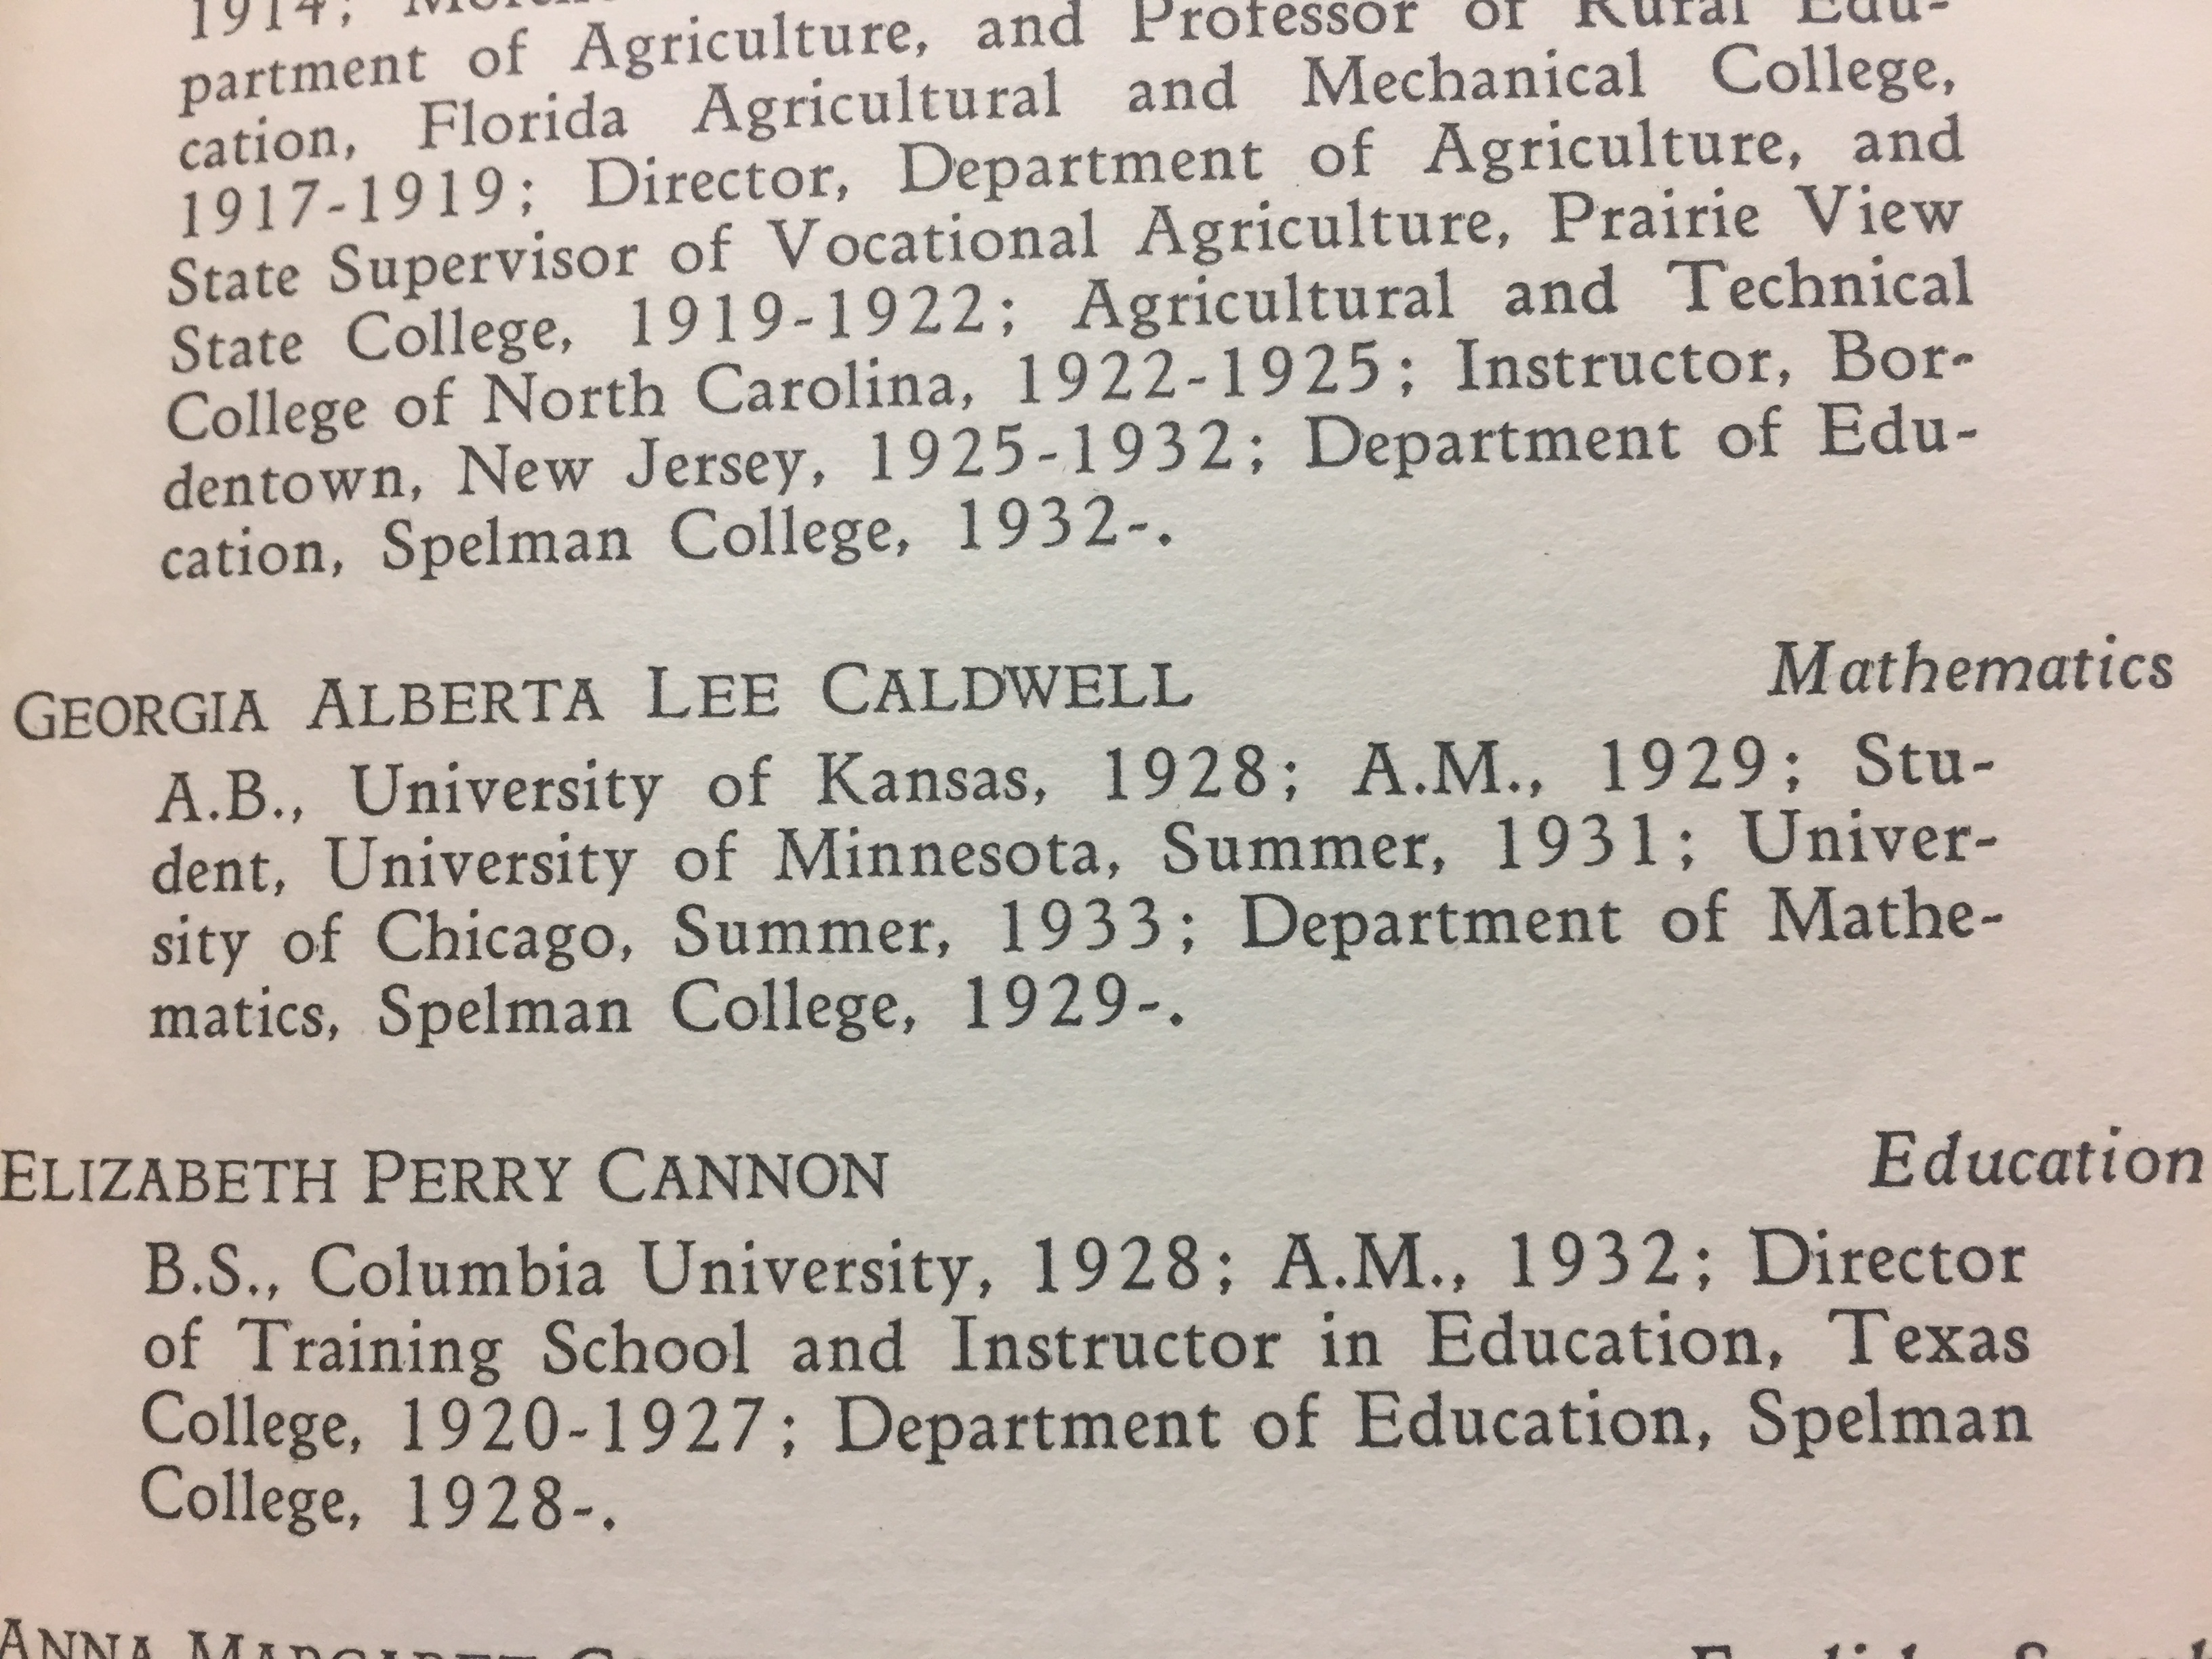 1914;
partment of Agriculture, and Professor of Rural Edu-
cation, Florida Agricultural and Mechanical College,
1917-1919; Director, Department of Agriculture, and
State Supervisor of Vocational Agriculture, Prairie View
State College, 1919-1922; Agricultural and Technical
College of North Carolina, 1922-1925; Instructor, Bor-
dentown, New Jersey, 1925-1932; Department of Edu-
cation, Spelman College, 1932-.
GEORGIA ALBERTA LEE CALDWELL Mathematics
A.B., University of Kansas, 1928; A.M., 1929; Stu-
dent, University of Minnesota, Summer, 1931; Univer-
sity of Chicago, Summer, 1933; Department of Mathe-
matics, Spelman College, 1929-.
ELIZABETH PERRY CANNON Education
B.S., Columbia University, 1928; A.M., 1932; Director
of Training School and Instructor in Education, Texas
College, 1920-1927; Department of Education, Spelman
College, 1928-.
ANNA MARGARET